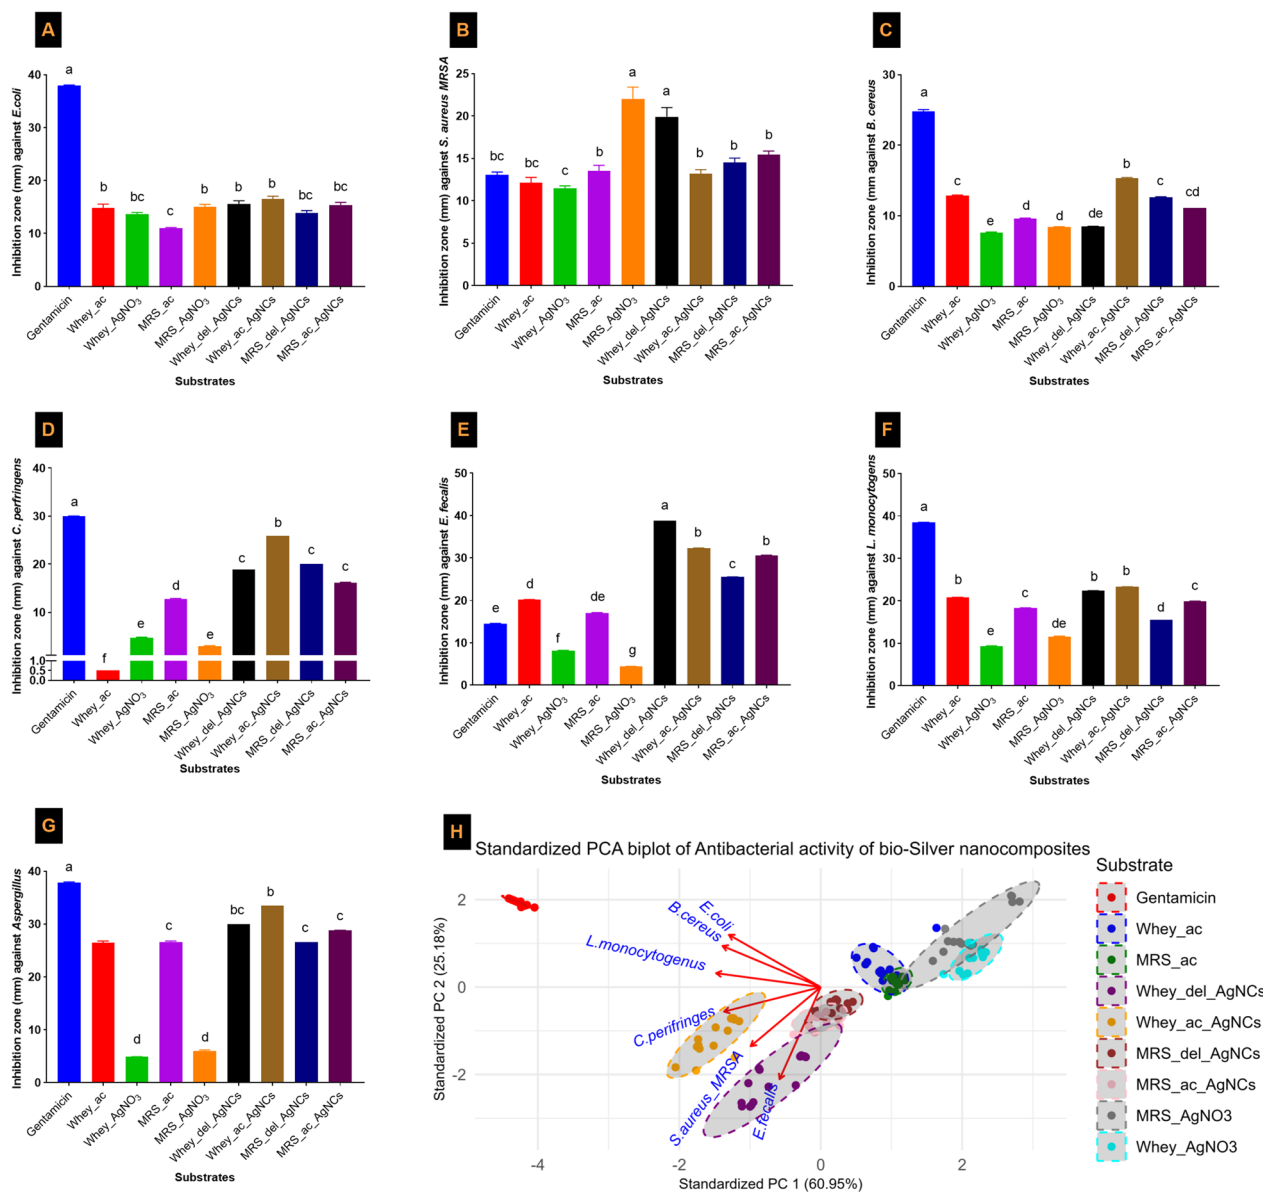 A
Inhibition zone (mm) against E.coli
40
30
20
10
0
a
b
bc
c
b
b
b
bc
bc
Gentamicin
Whey_ac
Whey_AgNO3
MRS_ac
MRS_AgNO3
Whey_del_AgNCs
Whey_ac_AgNCs
MRS_del_AgNCs
MRS_ac_AgNCs
Substrates
B
Inhibition zone (mm) against S. aureus MRSA
25
20
15
10
5
0
bc
bc
c
b
a
a
b
b
b
Gentamicin
Whey_ac
Whey_AgNO3
MRS_ac
MRS_AgNO3
Whey_del_AgNCs
Whey_ac_AgNCs
MRS_del_AgNCs
MRS_ac_AgNCs
Substrates
C
Inhibition zone (mm) against B. cereus
30
20
10
0
a
c
e
d
d
de
b
c
cd
Gentamicin
Whey_ac
Whey_AgNO3
MRS_ac
MRS_AgNO3
Whey_del_AgNCs
Whey_ac_AgNCs
MRS_del_AgNCs
MRS_ac_AgNCs
Substrates
D
Inhibition zone (mm) against C. perfringens
40
30
20
10
1.0
0.5
0.0
a
f
e
d
e
c
b
c
c
Gentamicin
Whey_ac
Whey_AgNO3
MRS_ac
MRS_AgNO3
Whey_del_AgNCs
Whey_ac_AgNCs
MRS_del_AgNCs
MRS_ac_AgNCs
Substrates
E
Inhibition zone (mm) against E. fecalis
50
40
30
20
10
0
e
d
f
de
g
a
b
c
b
Gentamicin
Whey_ac
Whey_AgNO3
MRS_ac
MRS_AgNO3
Whey_del_AgNCs
Whey_ac_AgNCs
MRS_del_AgNCs
MRS_ac_AgNCs
Substrates
F
Inhibition zone (mm) against L. monocytogens
50
40
30
20
10
0
a
b
e
c
de
b
b
d
c
Gentamicin
Whey_ac
Whey_AgNO3
MRS_ac
MRS_AgNO3
Whey_del_AgNCs
Whey_ac_AgNCs
MRS_del_AgNCs
MRS_ac_AgNCs
Substrates
G
Inhibition zone (mm) against Aspergillus
40
30
20
10
0
a
d
c
d
bc
b
c
c
Gentamicin
Whey_ac
Whey_AgNO3
MRS_ac
MRS_AgNO3
Whey_del_AgNCs
Whey_ac_AgNCs
MRS_del_AgNCs
MRS_ac_AgNCs
Substrates
H
Standardized PCA biplot of Antibacterial activity of bio-Silver nanocomposites
Standardized PC 2 (25.18%)
2
0
-2
E.coli
B.cereus
L.monocytogenus
C.perifringes
S.aureus_MRSA
E.fecalis
-4
-2
0
2
Standardized PC 1 (60.95%)
Substrate
Gentamicin
Whey_ac
MRS_ac
Whey_del_AgNCs
Whey_ac_AgNCs
MRS_del_AgNCs
MRS_ac_AgNCs
MRS_AgNO3
Whey_AgNO3